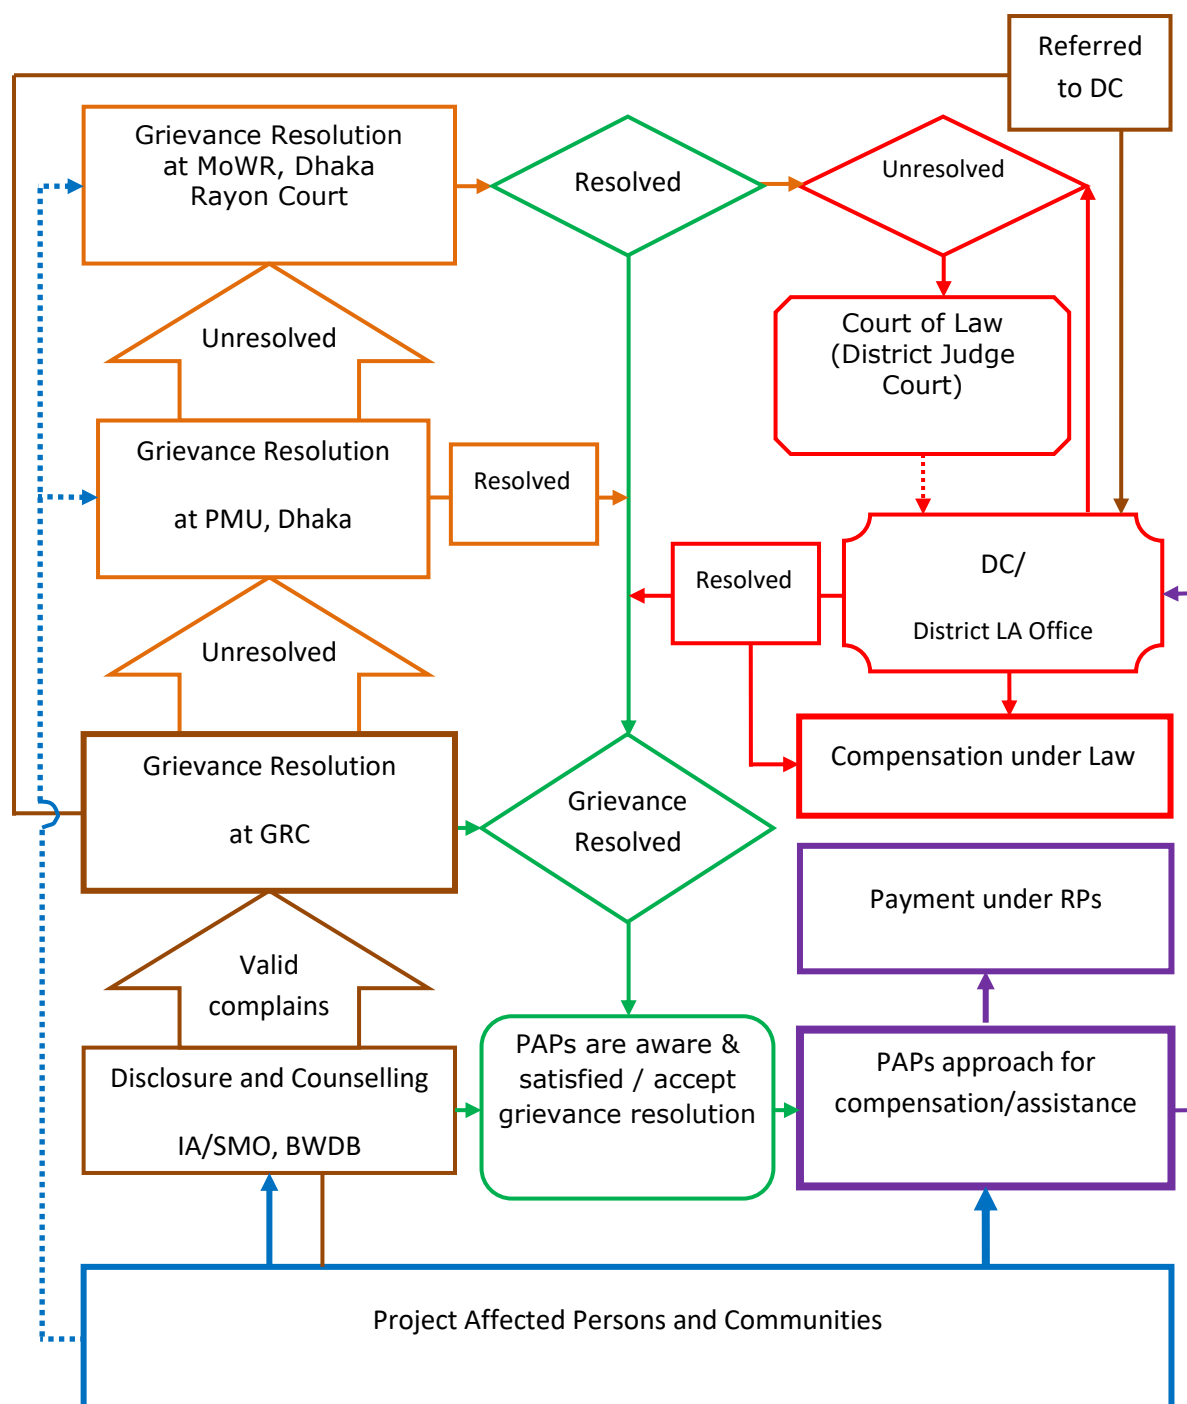 Referred
to DC
Grievance Resolution
at MoWR, Dhaka
Rayon Court
Resolved
Unresolved
Unresolved
Court of Law
(District Judge
Court)
Grievance Resolution
at PMU, Dhaka
Resolved
DC/
District LA Office
Resolved
Unresolved
Grievance Resolution
at GRC
Grievance
Resolved
Compensation under Law
Payment under RPs
Valid
complains
Disclosure and Counselling
IA/SMO, BWDB
PAPs are aware &
satisfied / accept
grievance resolution
PAPs approach for
compensation/assistance
Project Affected Persons and Communities